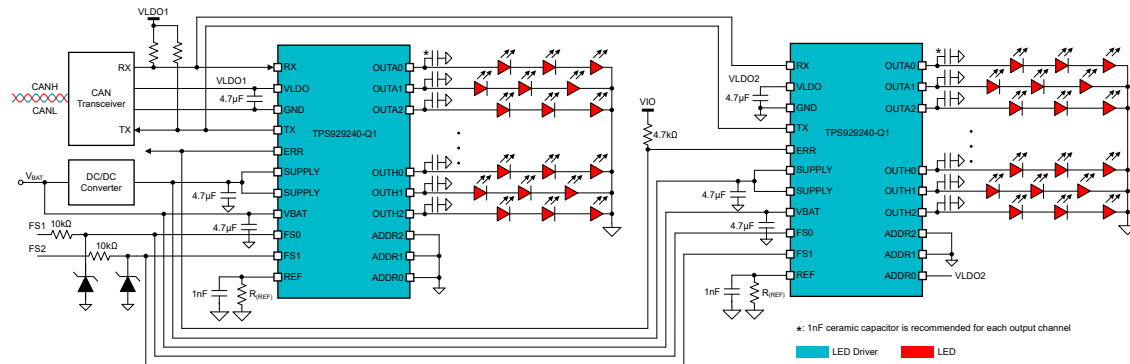 VLDO1
CAN
Transceiver
RX
TX
CANH
CANL
VLDO1
4.7µF
DC/DC
Converter
VBAT
4.7µF
4.7µF
FS1
10kΩ
FS2
10kΩ
1nF
R(REF)
TPS929240-Q1
RX
VLDO
GND
TX
ERR
SUPPLY
SUPPLY
VBAT
FS0
FS1
REF
OUTA0
OUTA1
OUTA2
OUTH0
OUTH1
OUTH2
ADDR2
ADDR1
ADDR0
*
VIO
4.7kΩ
VLDO2
4.7µF
4.7µF
4.7µF
1nF
R(REF)
TPS929240-Q1
RX
VLDO
GND
TX
ERR
SUPPLY
SUPPLY
VBAT
FS0
FS1
REF
OUTA0
OUTA1
OUTA2
OUTH0
OUTH1
OUTH2
ADDR2
ADDR1
ADDR0
VLDO2
*
*: 1nF ceramic capacitor is recommended for each output channel
LED Driver
LED